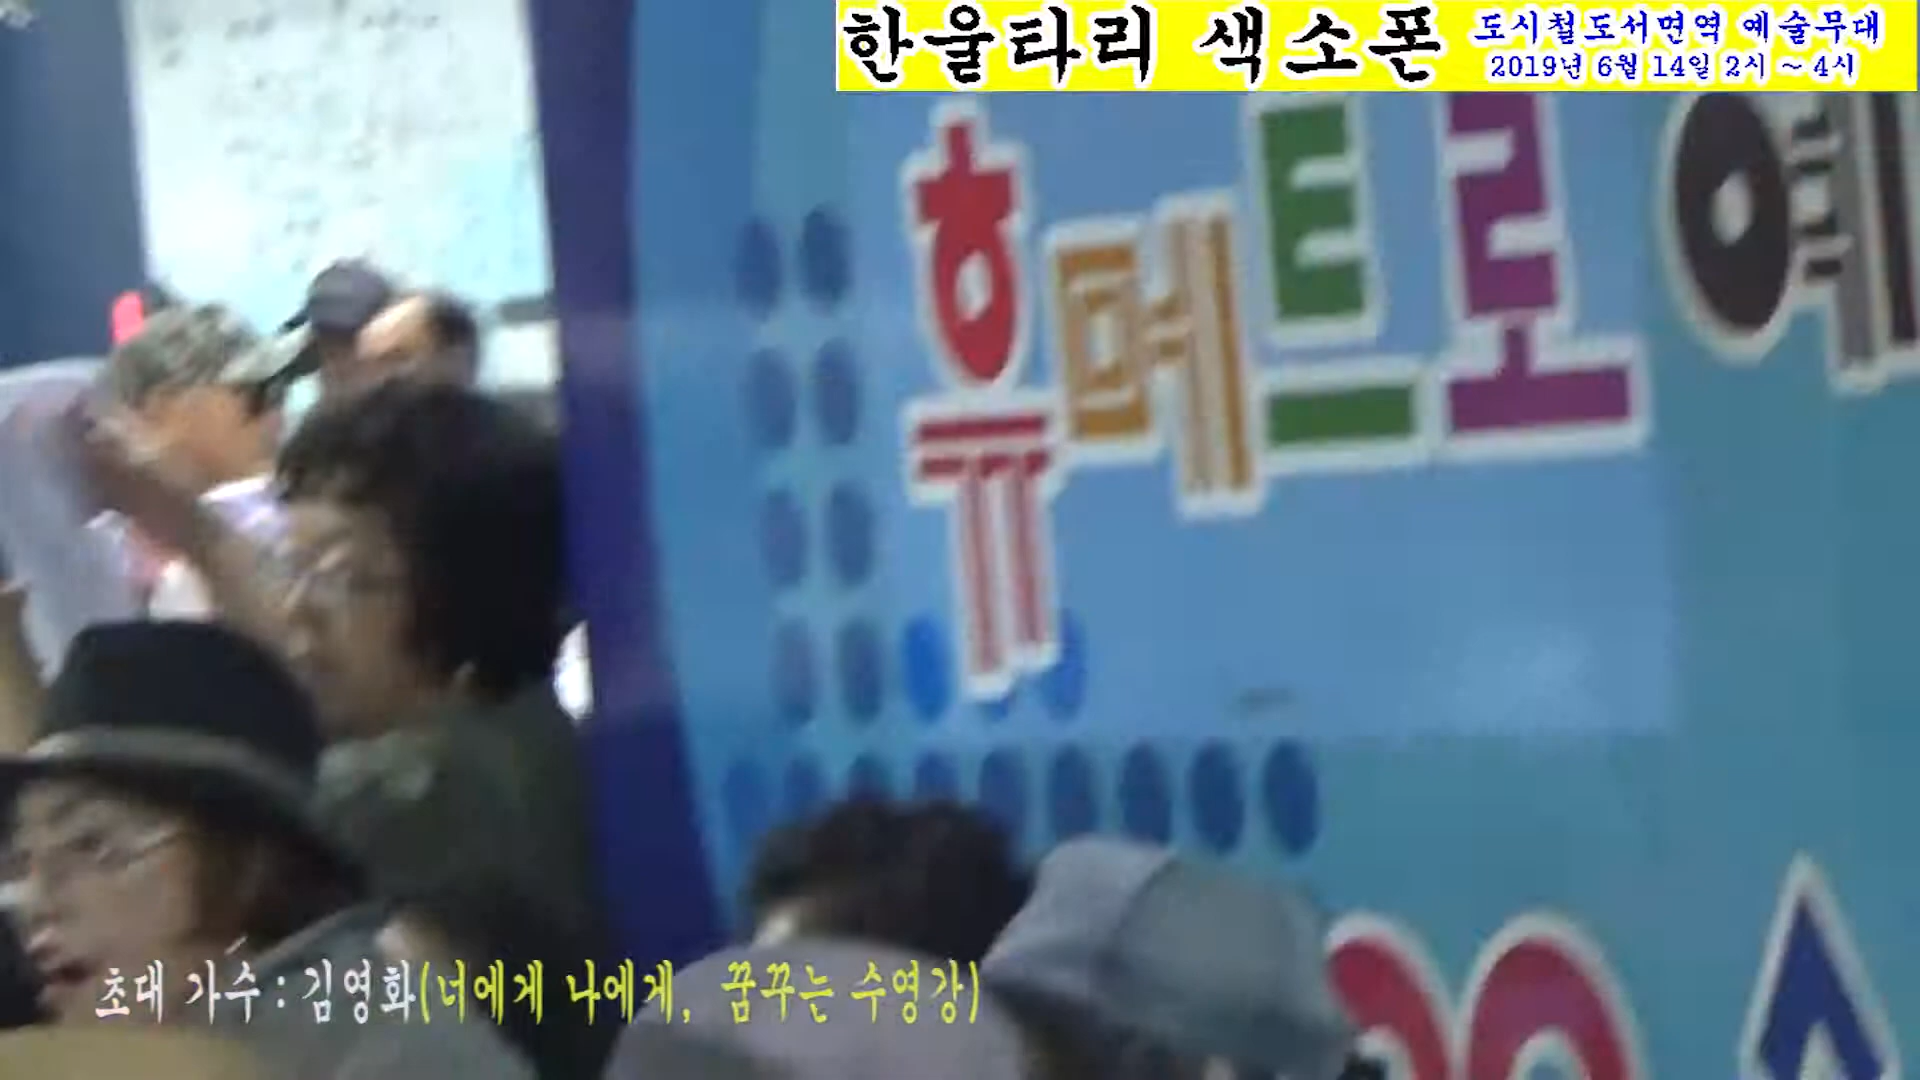 한울타리 색소폰
도시철도서면역 예술무대
2019년 6월 14일 2시 ~ 4시
휴메트로 예
초대 가수 : 김영화(너에게 나에게, 꿈꾸는 수영강)